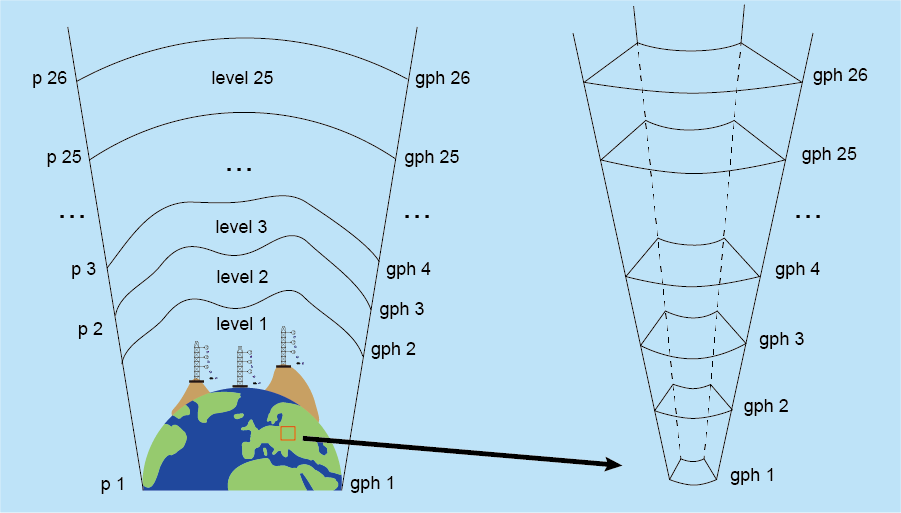 p 26
level 25
gph 26
p 25
gph 25
...
...
...
level 3
p 3
gph 4
level 2
gph 3
p 2
level 1
gph 2
p 1
gph 1
gph 26
gph 25
...
gph 4
gph 3
gph 2
gph 1